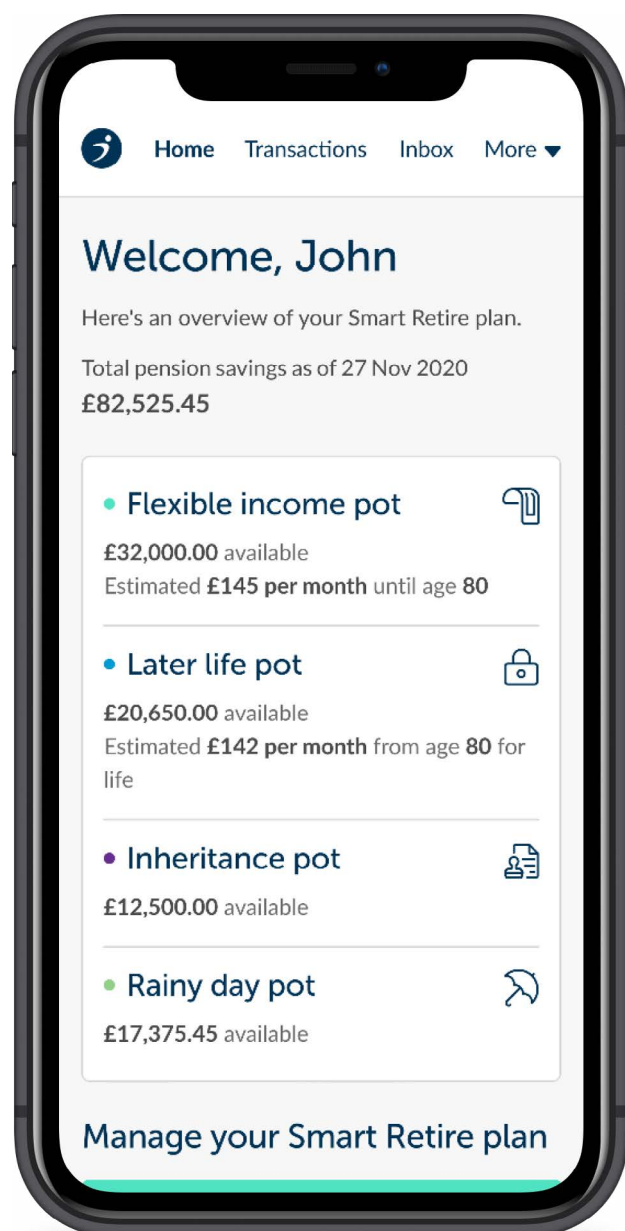 Home Transactions Inbox More
Welcome, John
Here's an overview of your Smart Retire plan.
Total pension savings as of 27 Nov 2020
£82,525.45
Flexible income pot
£32,000.00 available
Estimated £145 per month until age 80
Later life pot
£20,650.00 available
Estimated £142 per month from age 80 for
life
Inheritance pot
£12,500.00 available
Rainy day pot
£17,375.45 available
Manage your Smart Retire plan